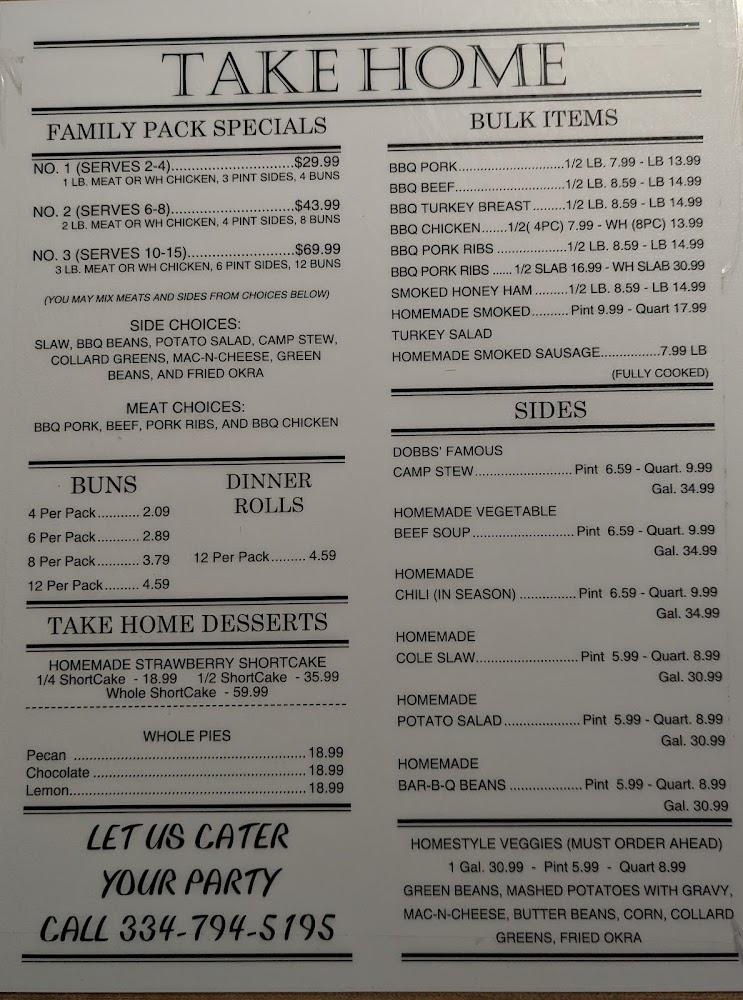 TAKE HOME
FAMILY PACK SPECIALS
NO. 1 (SERVES 2-4)..............................$29.99
1 LB. MEAT OR WH CHICKEN, 3 PINT SIDES, 4 BUNS
NO. 2 (SERVES 6-8)..............................$43.99
2 LB. MEAT OR WH CHICKEN, 4 PINT SIDES, 8 BUNS
NO. 3 (SERVES 10-15)..........................$69.99
3 LB. MEAT OR WH CHICKEN, 6 PINT SIDES, 12 BUNS
(YOU MAY MIX MEATS AND SIDES FROM CHOICES BELOW)
SIDE CHOICES:
SLAW, BBQ BEANS, POTATO SALAD, CAMP STEW,
COLLARD GREENS, MAC-N-CHEESE, GREEN
BEANS, AND FRIED OKRA
MEAT CHOICES:
BBQ PORK, BEEF, PORK RIBS, AND BBQ CHICKEN
BUNS
4 Per Pack........... 2.09
6 Per Pack........... 2.89
8 Per Pack........... 3.79
12 Per Pack......... 4.59
DINNER
ROLLS
12 Per Pack......... 4.59
TAKE HOME DESSERTS
HOMEMADE STRAWBERRY SHORTCAKE
1/4 ShortCake - 18.99 1/2 ShortCake - 35.99
Whole ShortCake - 59.99
WHOLE PIES
Pecan ...................................................... 18.99
Chocolate .................................................. 18.99
Lemon....................................................... 18.99
LET US CATER
YOUR PARTY
CALL 334-794-5195
BULK ITEMS
BBQ PORK............................1/2 LB. 7.99 - LB 13.99
BBQ BEEF.............................1/2 LB. 8.59 - LB 14.99
BBQ TURKEY BREAST.........1/2 LB. 8.59 - LB 14.99
BBQ CHICKEN.......1/2( 4PC) 7.99 - WH (8PC) 13.99
BBQ PORK RIBS ..................1/2 LB. 8.59 - LB 14.99
BBQ PORK RIBS ...... 1/2 SLAB 16.99 - WH SLAB 30.99
SMOKED HONEY HAM .........1/2 LB. 8.59 - LB 14.99
HOMEMADE SMOKED.......... Pint 9.99 - Quart 17.99
TURKEY SALAD
HOMEMADE SMOKED SAUSAGE................7.99 LB
(FULLY COOKED)
SIDES
DOBBS' FAMOUS
CAMP STEW.......................... Pint 6.59 - Quart. 9.99
Gal. 34.99
HOMEMADE VEGETABLE
BEEF SOUP........................... Pint 6.59 - Quart. 9.99
Gal. 34.99
HOMEMADE
CHILI (IN SEASON) ............... Pint 6.59 - Quart. 9.99
Gal. 34.99
HOMEMADE
COLE SLAW........................... Pint 5.99 - Quart. 8.99
Gal. 30.99
HOMEMADE
POTATO SALAD.................... Pint 5.99 - Quart. 8.99
Gal. 30.99
HOMEMADE
BAR-B-Q BEANS ................... Pint 5.99 - Quart. 8.99
Gal. 30.99
HOMESTYLE VEGGIES (MUST ORDER AHEAD)
1 Gal. 30.99 - Pint 5.99 - Quart 8.99
GREEN BEANS, MASHED POTATOES WITH GRAVY,
MAC-N-CHEESE, BUTTER BEANS, CORN, COLLARD
GREENS, FRIED OKRA